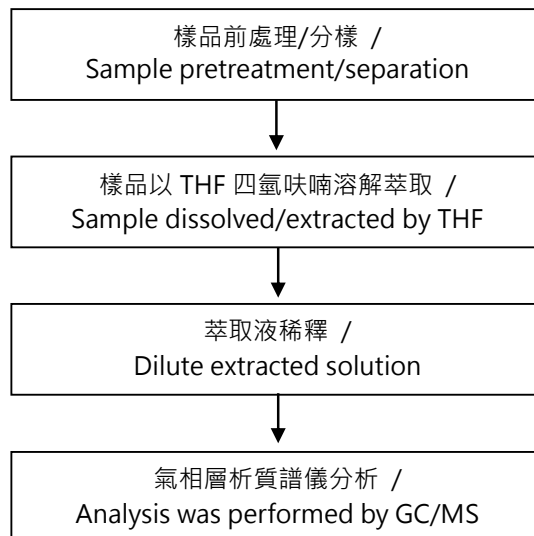 樣品前處理/分樣 /
Sample pretreatment/separation
樣品以 THF 四氫呋喃溶解萃取 /
Sample dissolved/extracted by THF
萃取液稀釋 /
Dilute extracted solution
氣相層析質譜儀分析 /
Analysis was performed by GC/MS